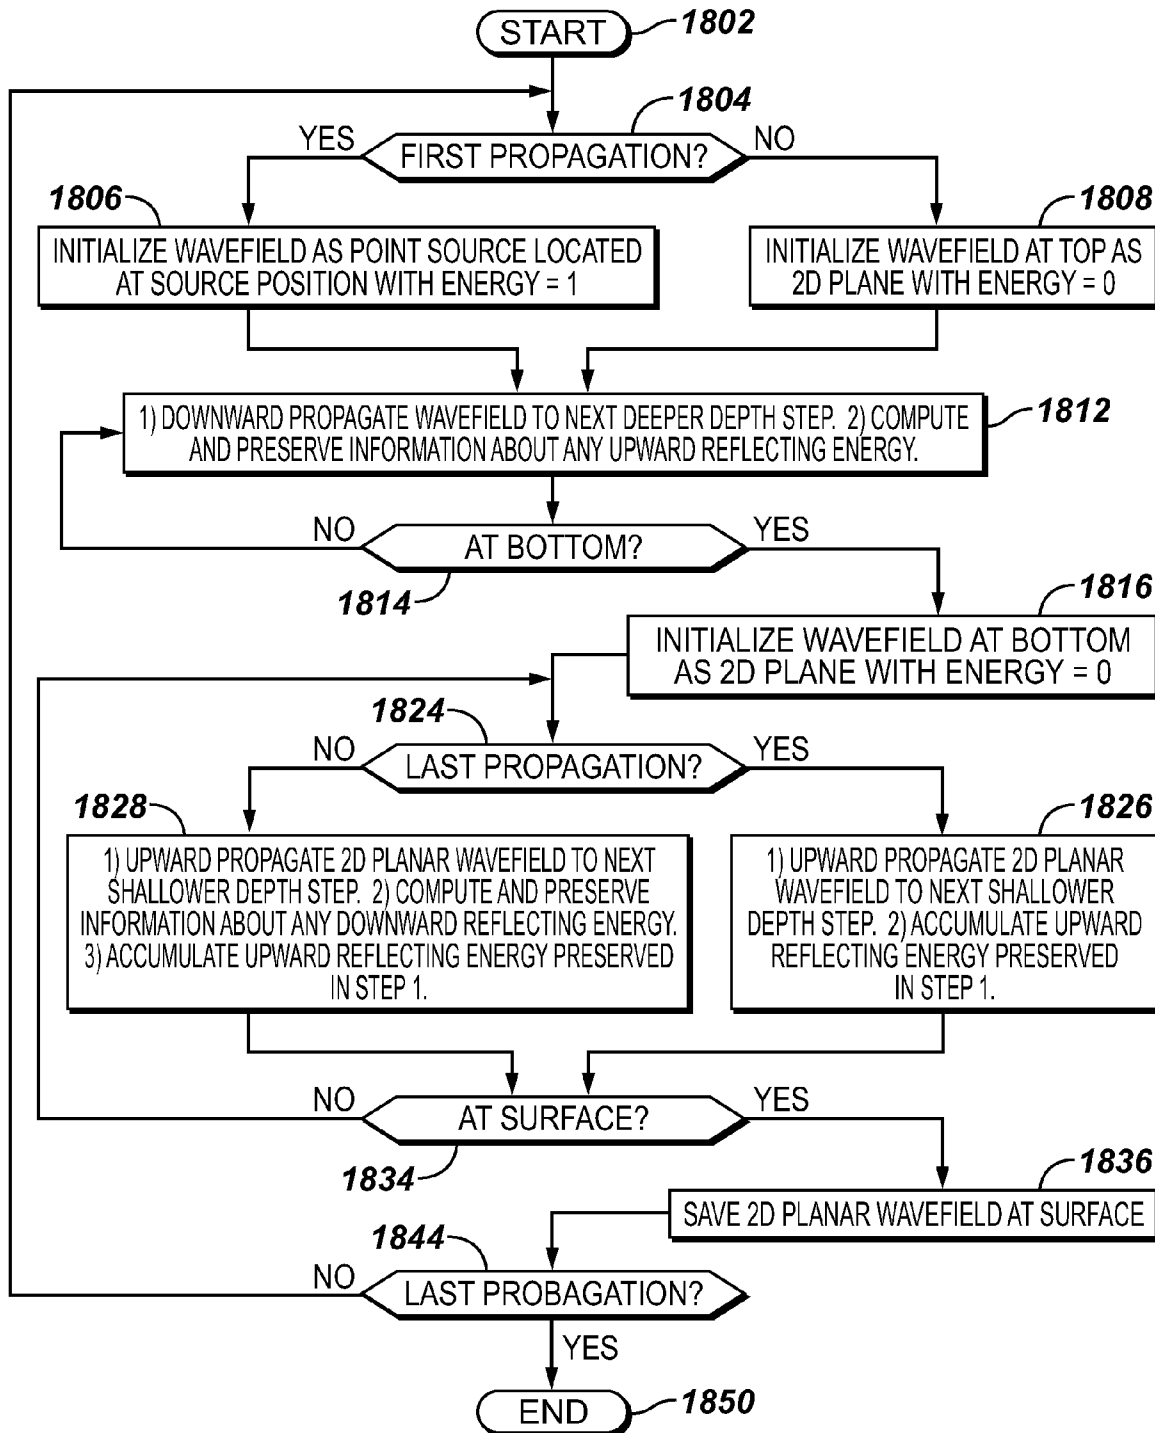 START
1802
1804
YES
FIRST PROPAGATION?
NO
1806
1808
INITIALIZE WAVEFIELD AS POINT SOURCE LOCATED
AT SOURCE POSITION WITH ENERGY = 1
INITIALIZE WAVEFIELD AT TOP AS
2D PLANE WITH ENERGY = 0
1) DOWNWARD PROPAGATE WAVEFIELD TO NEXT DEEPER DEPTH STEP. 2) COMPUTE
AND PRESERVE INFORMATION ABOUT ANY UPWARD REFLECTING ENERGY.
1812
NO
AT BOTTOM?
YES
1814
1816
INITIALIZE WAVEFIELD AT BOTTOM
AS 2D PLANE WITH ENERGY = 0
1824
NO
LAST PROPAGATION?
YES
1828
1826
1) UPWARD PROPAGATE 2D PLANAR WAVEFIELD TO NEXT
SHALLOWER DEPTH STEP. 2) COMPUTE AND PRESERVE
INFORMATION ABOUT ANY DOWNWARD REFLECTING ENERGY.
3) ACCUMULATE UPWARD REFLECTING ENERGY PRESERVED
IN STEP 1.
1) UPWARD PROPAGATE 2D PLANAR
WAVEFIELD TO NEXT SHALLOWER
DEPTH STEP. 2) ACCUMULATE UPWARD
REFLECTING ENERGY PRESERVED
IN STEP 1.
NO
AT SURFACE?
YES
1834
1836
SAVE 2D PLANAR WAVEFIELD AT SURFACE
1844
NO
LAST PROBAGATION?
YES
END
1850